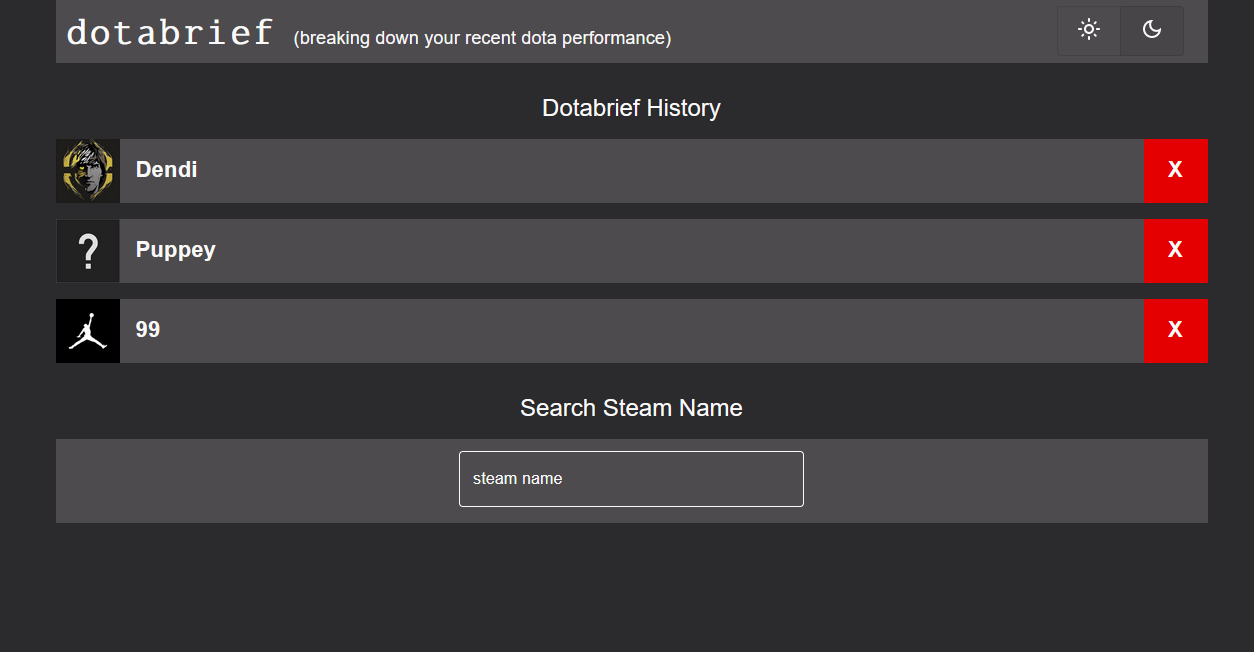 dotabrief (breaking down your recent dota performance)
Dotabrief History
Dendi X
? Puppey X
99 X
Search Steam Name
steam name